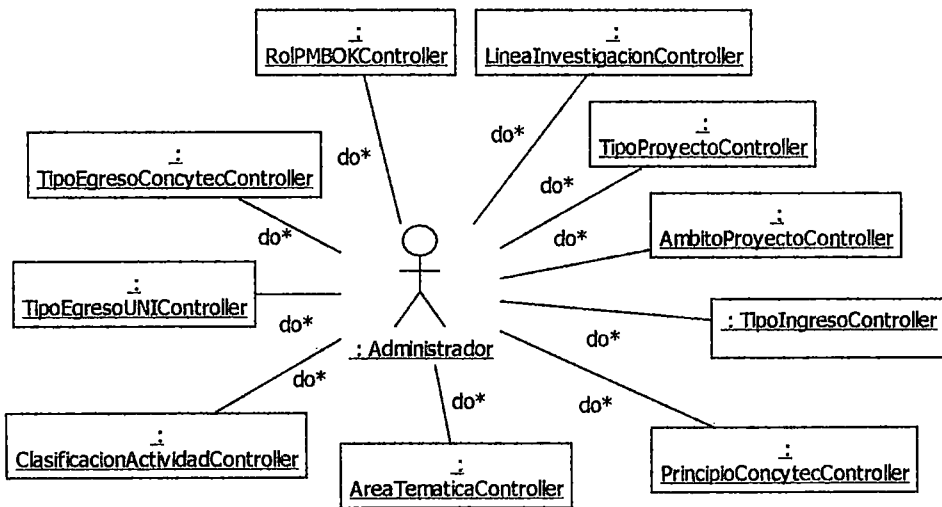 :
RolPMBOKController
:
LineaInvestigacionController
do*
do*
:
TipoEgresoConcytecController
:
TipoProyectoController
do*
do*
do*
:
AmbitoProyectoController
:
TipoEgresoUNIController
do*
: TipoIngresoController
do*
: Administrador
do*
do*
do*
:
ClasificacionActividadController
:
AreaTematicaController
:
PrincipioConcytecController